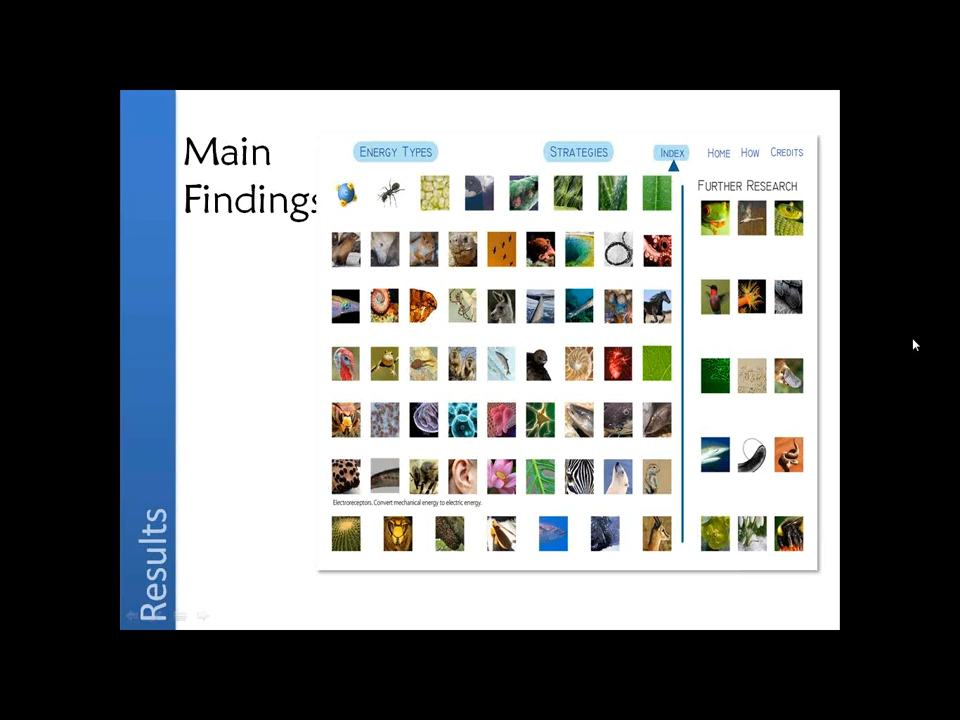 Main
Findings
ENERGY TYPES
STRATEGIES
INDEX
HOME
HOW
CREDITS
FURTHER RESEARCH
Electroreceptors. Convert mechanical energy to electric energy.
Results